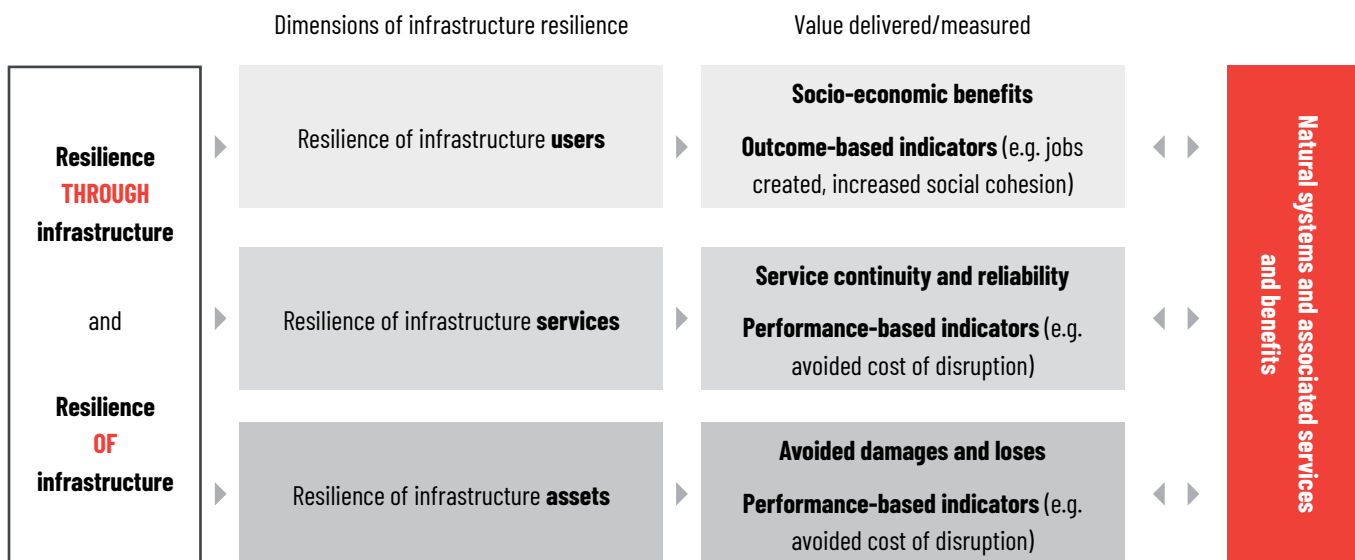 Dimensions of infrastructure resilience
Value delivered/measured
Resilience
THROUGH
infrastructure
and
Resilience
OF
infrastructure
Resilience of infrastructure users
Socio-economic benefits
Outcome-based indicators (e.g. jobs
created, increased social cohesion)
Resilience of infrastructure services
Service continuity and reliability
Performance-based indicators (e.g.
avoided cost of disruption)
Resilience of infrastructure assets
Avoided damages and loses
Performance-based indicators (e.g.
avoided cost of disruption)
Natural systems and associated services
and benefits